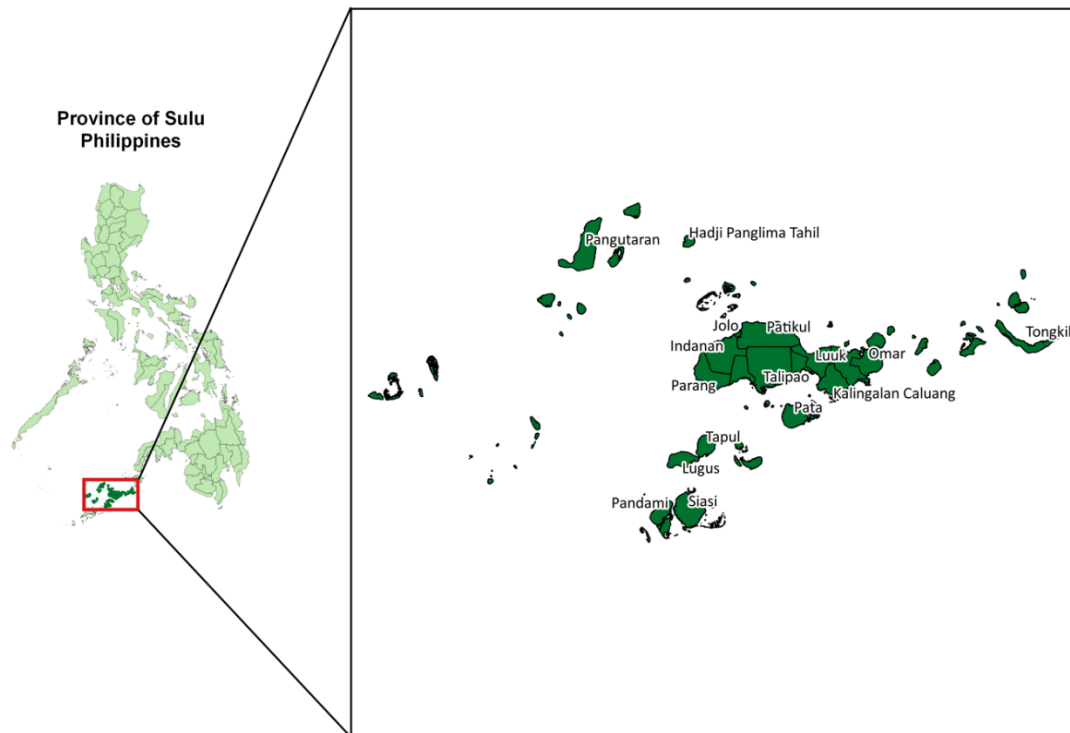 Province of Sulu
Philippines
Hadji Panglima Tahil
Pangutaran
Jolo
Patikul
Indanan
Luuk
Omar
Tongkil
Parang
Talipao
Kalingalan Caluang
Pata
Tapul
Lugus
Pandami
Siasi